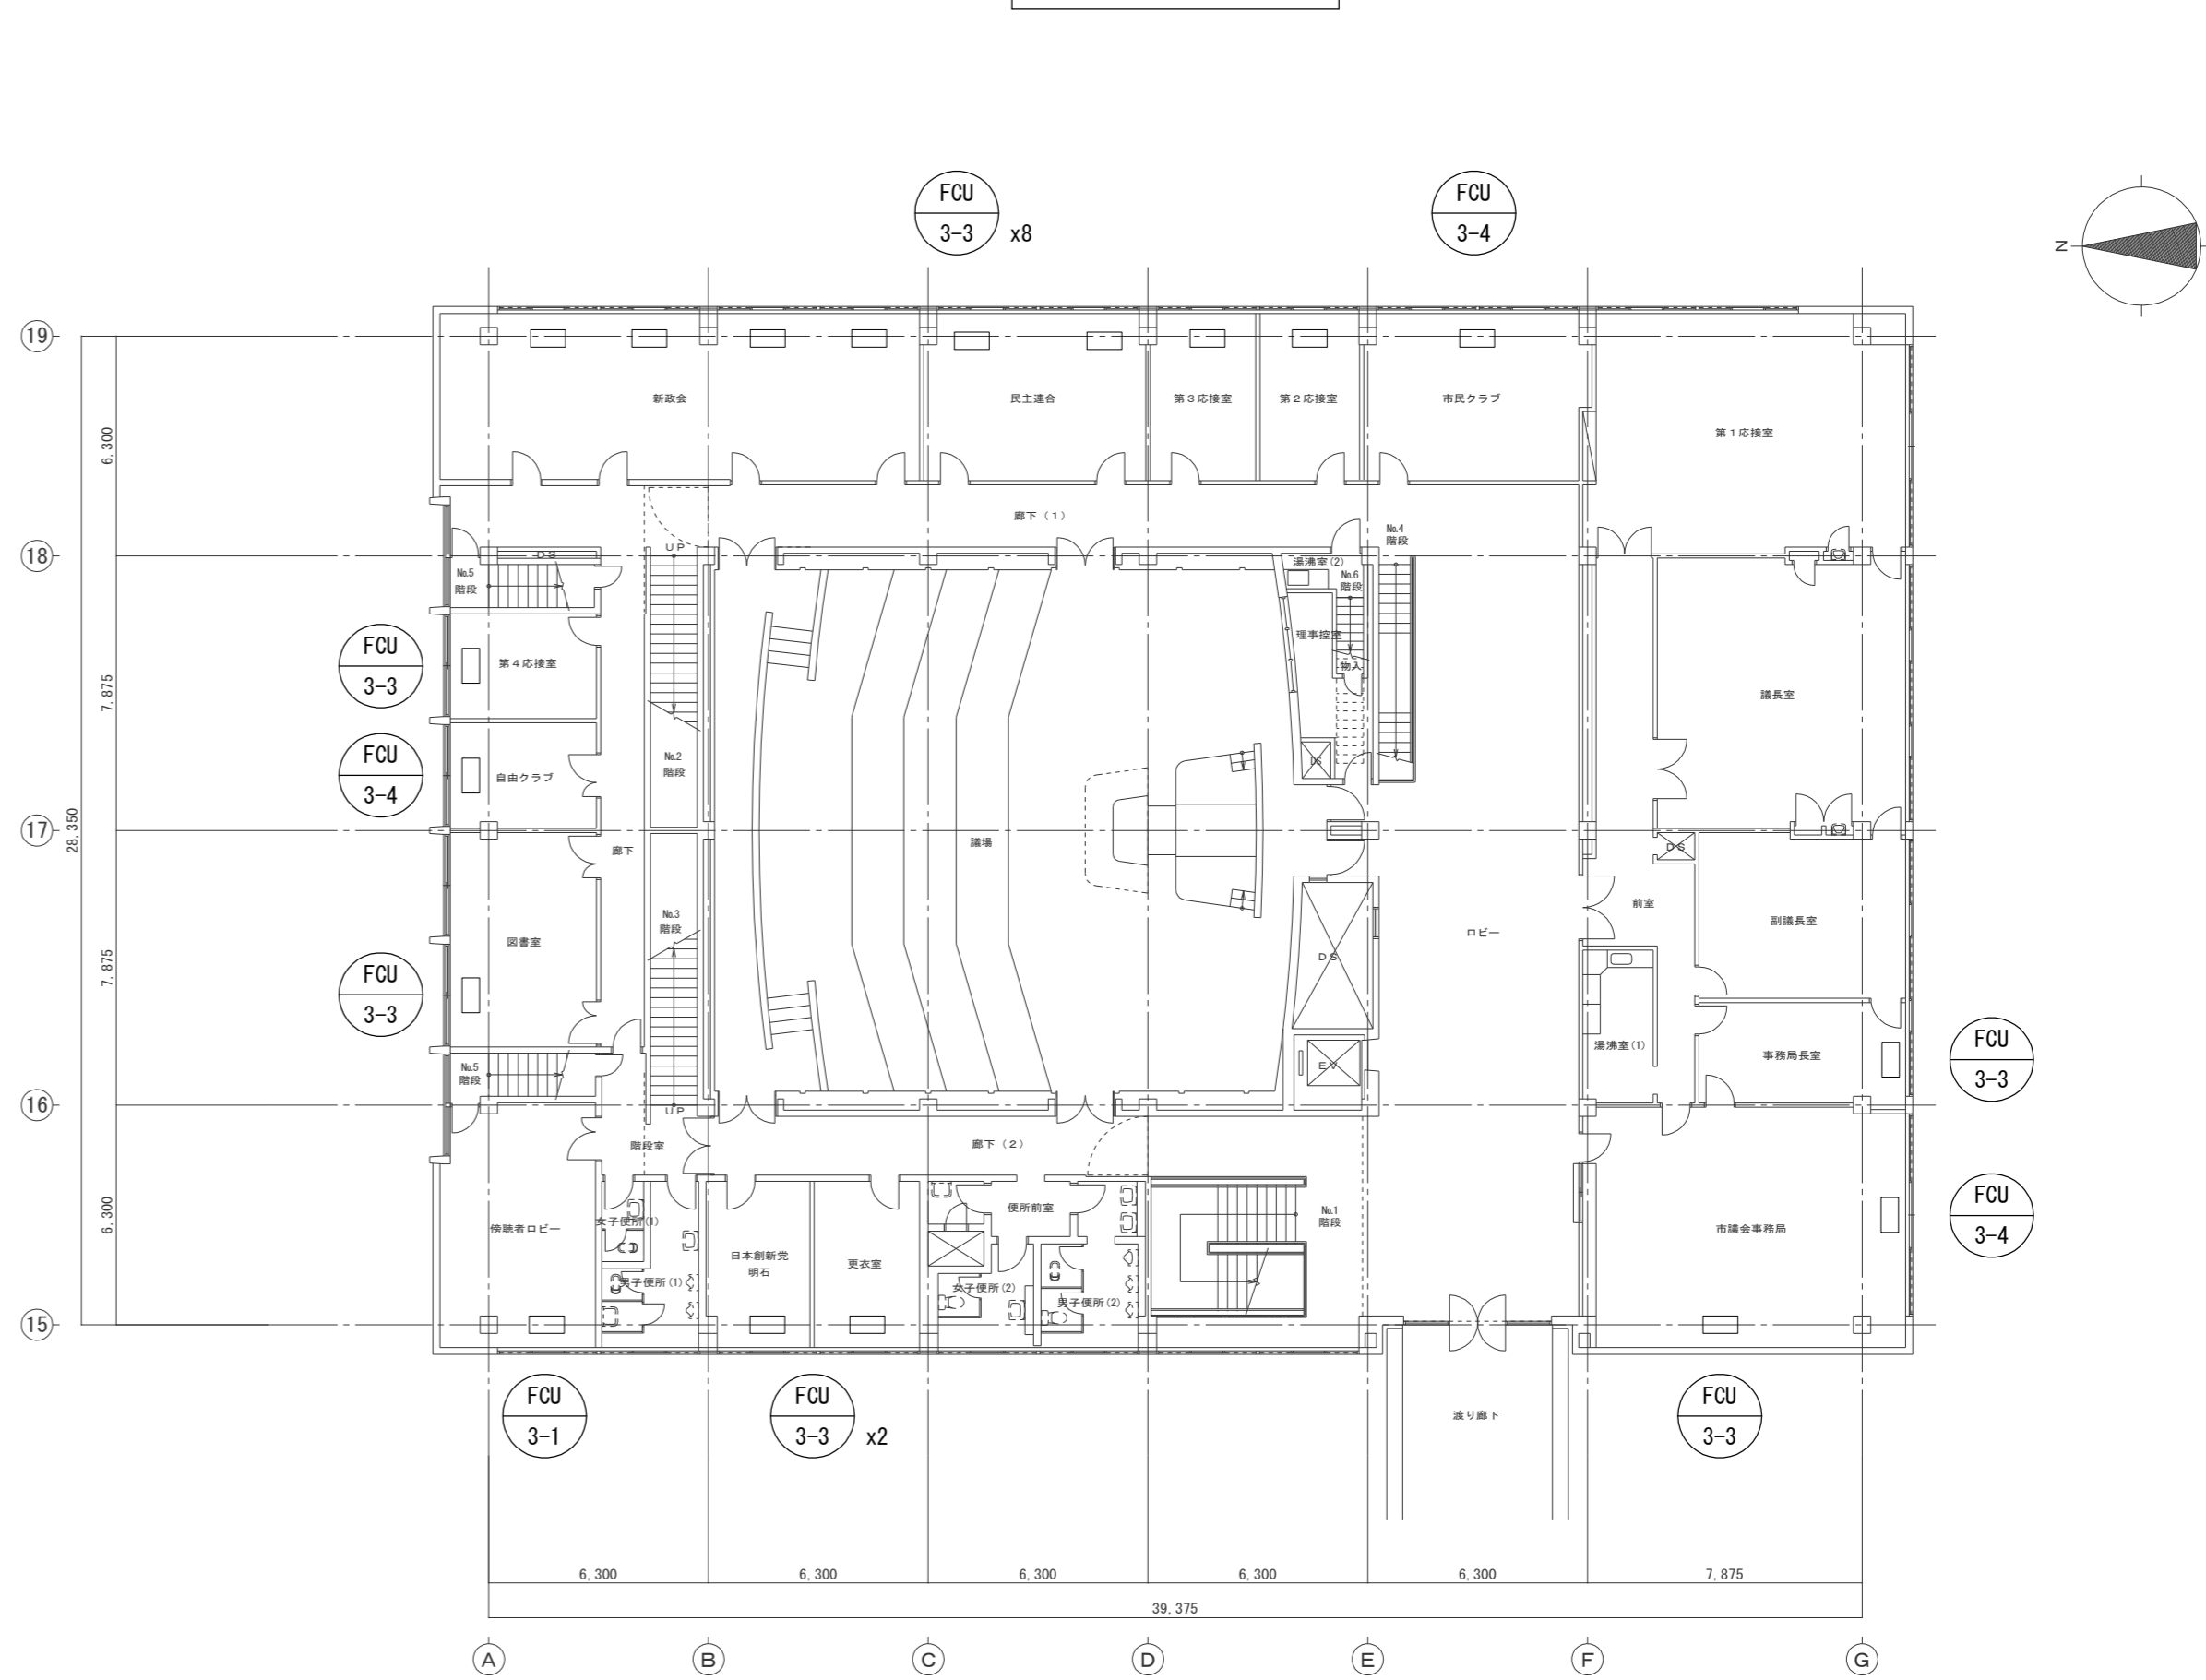 FCU
3-3 x8
FCU
3-4
N
19
新政会
民主連合
第3応接室
第2応接室
市民クラブ
第1応接室
6,300
廊下(1)
No.4
階段
18
DS
UP
湯沸室(2)
No.5
階段
No.6
階段
FCU
3-3
第4応接室
理事控室
物入
議長室
7,875
FCU
3-4
自由クラブ
No.2
階段
DS
17
28,350
廊下
議場
DS
FCU
3-3
図書室
No.3
階段
ロビー
前室
副議長室
7,875
DS
湯沸室(1)
事務局長室
FCU
3-3
No.5
階段
EV
16
UP
階段室
廊下(2)
6,300
傍聴者ロビー
女子便所(1)
便所前室
No.1
階段
市議会事務局
FCU
3-4
日本創新党
明石
更衣室
男子便所(1)
女子便所(2)
男子便所(2)
15
FCU
3-1
FCU
3-3 x2
渡り廊下
FCU
3-3
6,300
6,300
6,300
6,300
6,300
7,875
39,375
A
B
C
D
E
F
G